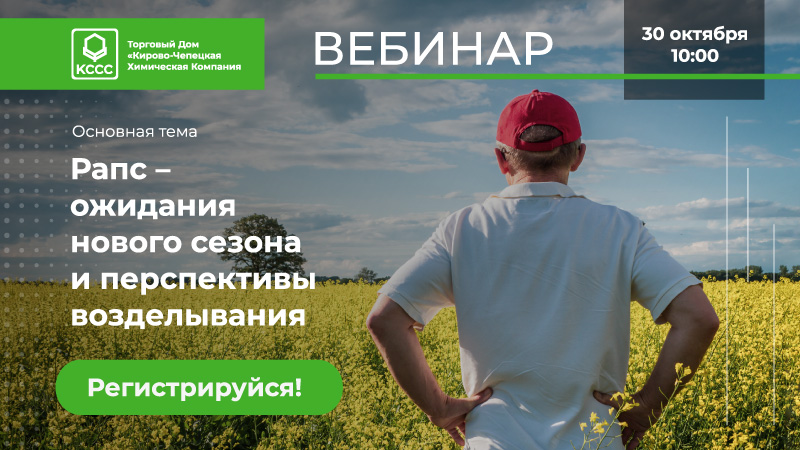 KCCC
Торговый Дом
«Кирово-Чепецкая
Химическая Компания
ВЕБИНАР
30 октября
10:00
Основная тема
Рапс –
ожидания
нового сезона
и перспективы
возделывания
Регистрируйся!